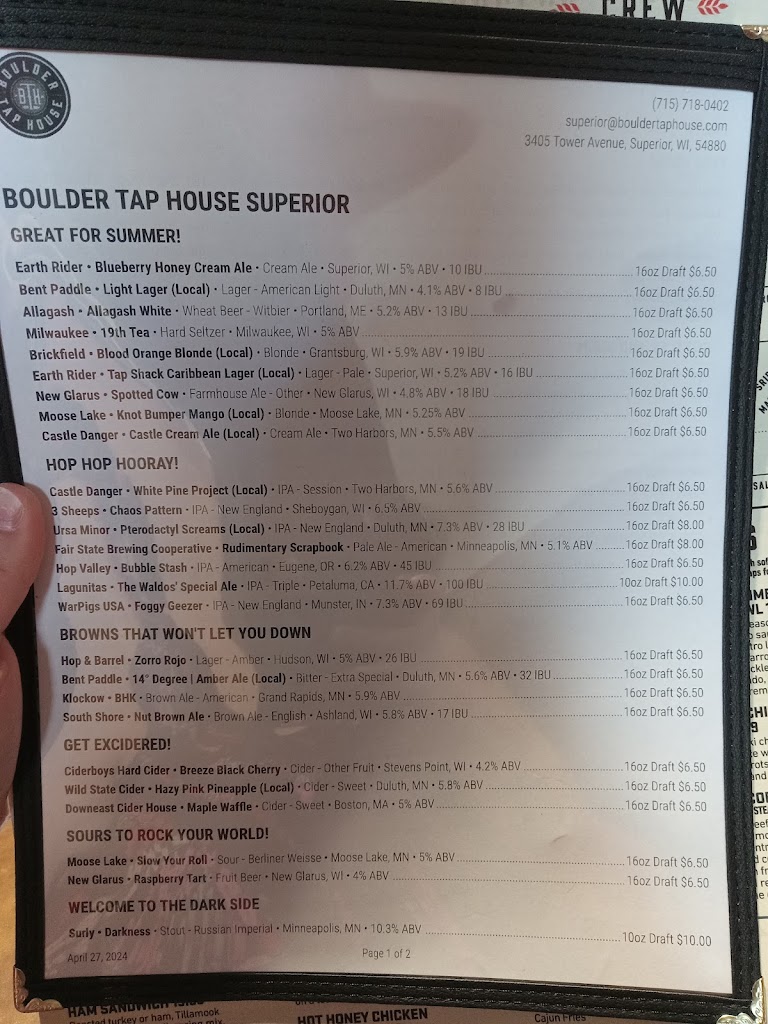 CREW
BOULDER
BTH
TAP HOUSE
(715) 718-0402
superior@bouldertaphouse.com
3405 Tower Avenue, Superior, WI, 54880
BOULDER TAP HOUSE SUPERIOR
GREAT FOR SUMMER!
Earth Rider • Blueberry Honey Cream Ale • Cream Ale • Superior, WI • 5% ABV • 10 IBU 16oz Draft $6.50
Bent Paddle • Light Lager (Local) • Lager - American Light • Duluth, MN • 4.1% ABV • 8 IBU 16oz Draft $6.50
Allagash • Allagash White • Wheat Beer - Witbier • Portland, ME • 5.2% ABV • 13 IBU 16oz Draft $6.50
Milwaukee • 19th Tea • Hard Seltzer • Milwaukee, WI • 5% ABV 16oz Draft $6.50
Brickfield • Blood Orange Blonde (Local) • Blonde • Grantsburg, WI • 5.9% ABV • 19 IBU 16oz Draft $6.50
Earth Rider • Tap Shack Caribbean Lager (Local) • Lager - Pale • Superior, WI • 5.2% ABV • 16 IBU 16oz Draft $6.50
New Glarus • Spotted Cow • Farmhouse Ale - Other • New Glarus, WI • 4.8% ABV • 18 IBU 16oz Draft $6.50
Moose Lake • Knot Bumper Mango (Local) • Blonde • Moose Lake, MN • 5.25% ABV 16oz Draft $6.50
Castle Danger • Castle Cream Ale (Local) • Cream Ale • Two Harbors, MN • 5.5% ABV 16oz Draft $6.50
HOP HOP HOORAY!
Castle Danger • White Pine Project (Local) • IPA - Session • Two Harbors, MN • 5.6% ABV 16oz Draft $6.50
3 Sheeps • Chaos Pattern • IPA - New England • Sheboygan, WI • 6.5% ABV 16oz Draft $6.50
Ursa Minor • Pterodactyl Screams (Local) • IPA - New England • Duluth, MN • 7.3% ABV • 28 IBU 16oz Draft $8.00
Fair State Brewing Cooperative • Rudimentary Scrapbook • Pale Ale - American • Minneapolis, MN • 5.1% ABV 16oz Draft $8.00
Hop Valley • Bubble Stash • IPA - American • Eugene, OR • 6.2% ABV • 45 IBU 16oz Draft $6.50
Lagunitas • The Waldos' Special Ale • IPA - Triple • Petaluma, CA • 11.7% ABV • 100 IBU 10oz Draft $10.00
WarPigs USA • Foggy Geezer • IPA - New England • Munster, IN • 7.3% ABV • 69 IBU 16oz Draft $6.50
BROWNS THAT WON'T LET YOU DOWN
Hop & Barrel • Zorro Rojo • Lager - Amber • Hudson, WI • 5% ABV • 26 IBU 16oz Draft $6.50
Bent Paddle • 14° Degree | Amber Ale (Local) • Bitter - Extra Special • Duluth, MN • 5.6% ABV • 32 IBU 16oz Draft $6.50
Klockow • BHK • Brown Ale - American • Grand Rapids, MN • 5.9% ABV 16oz Draft $6.50
South Shore • Nut Brown Ale • Brown Ale - English • Ashland, WI • 5.8% ABV • 17 IBU 16oz Draft $6.50
GET EXCIDERED!
Ciderboys Hard Cider • Breeze Black Cherry • Cider - Other Fruit • Stevens Point, WI • 4.2% ABV 16oz Draft $6.50
Wild State Cider • Hazy Pink Pineapple (Local) • Cider - Sweet • Duluth, MN • 5.8% ABV 16oz Draft $6.50
Downeast Cider House • Maple Waffle • Cider - Sweet • Boston, MA • 5% ABV 16oz Draft $6.50
SOURS TO ROCK YOUR WORLD!
Moose Lake • Slow Your Roll • Sour - Berliner Weisse • Moose Lake, MN • 5% ABV 16oz Draft $6.50
New Glarus • Raspberry Tart • Fruit Beer • New Glarus, WI • 4% ABV 16oz Draft $6.50
WELCOME TO THE DARK SIDE
Surly • Darkness • Stout - Russian Imperial • Minneapolis, MN • 10.3% ABV 10oz Draft $10.00
April 27, 2024 Page 1 of 2
HAM SANDWICH
turkey or ham, Tillamook
HOT HONEY CHICKEN
Cajun Fries